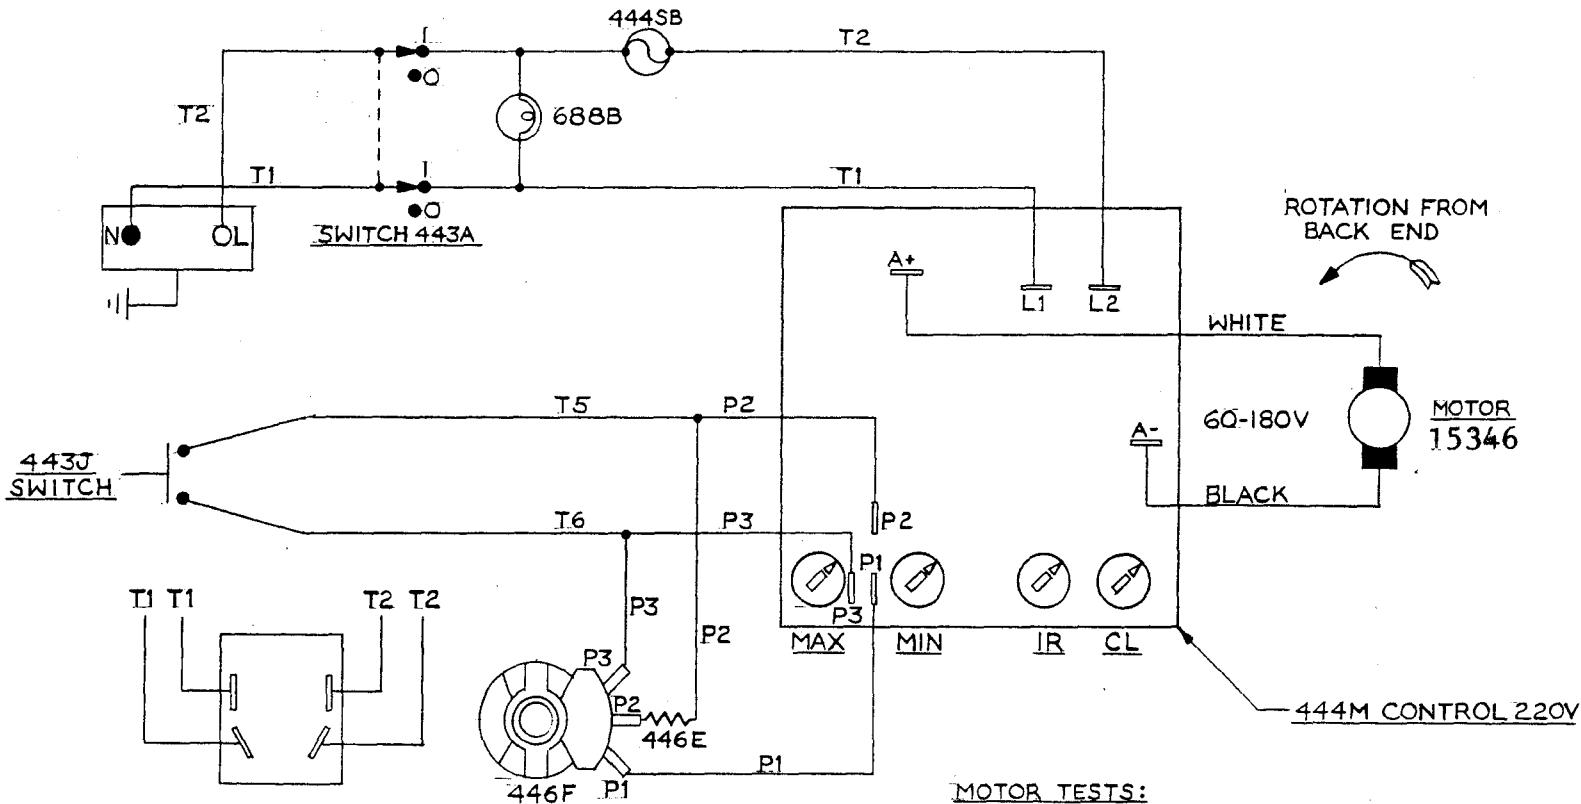 444SB
I
T2
O
T2
688B
I
T1
T1
O
N
OL
SWITCH 443A
ROTATION FROM
BACK END
A+
L1
L2
WHITE
T5
P2
60-180V
MOTOR
15346
A-
443J
SWITCH
BLACK
T6
P3
P2
P1
P3
T1 T1
T2 T2
P3
P2
MAX
MIN
IR
CL
P3
P2
446E
444M CONTROL 220V
P1
446F
P1
MOTOR TESTS: